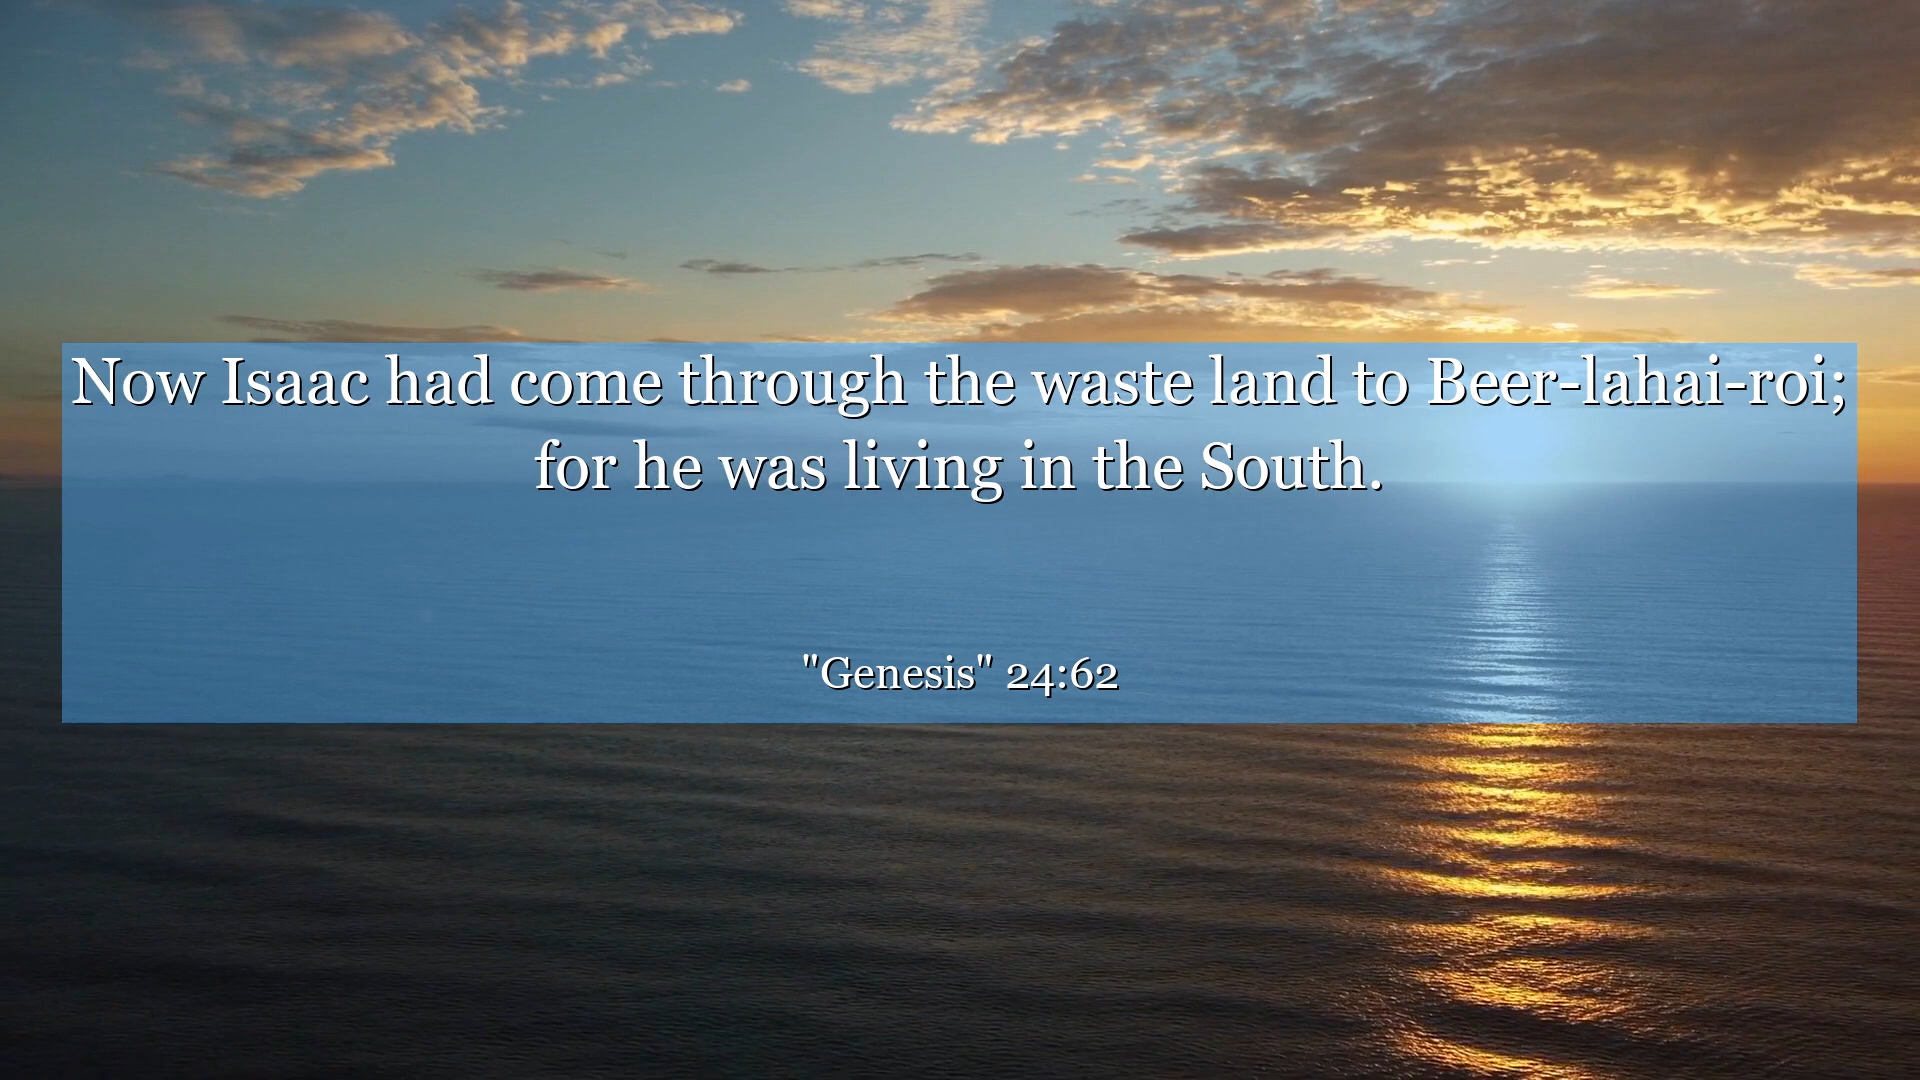 Now Isaac had come through the waste land to Beer-lahai-roi;
for he was living in the South.
"Genesis" 24:62